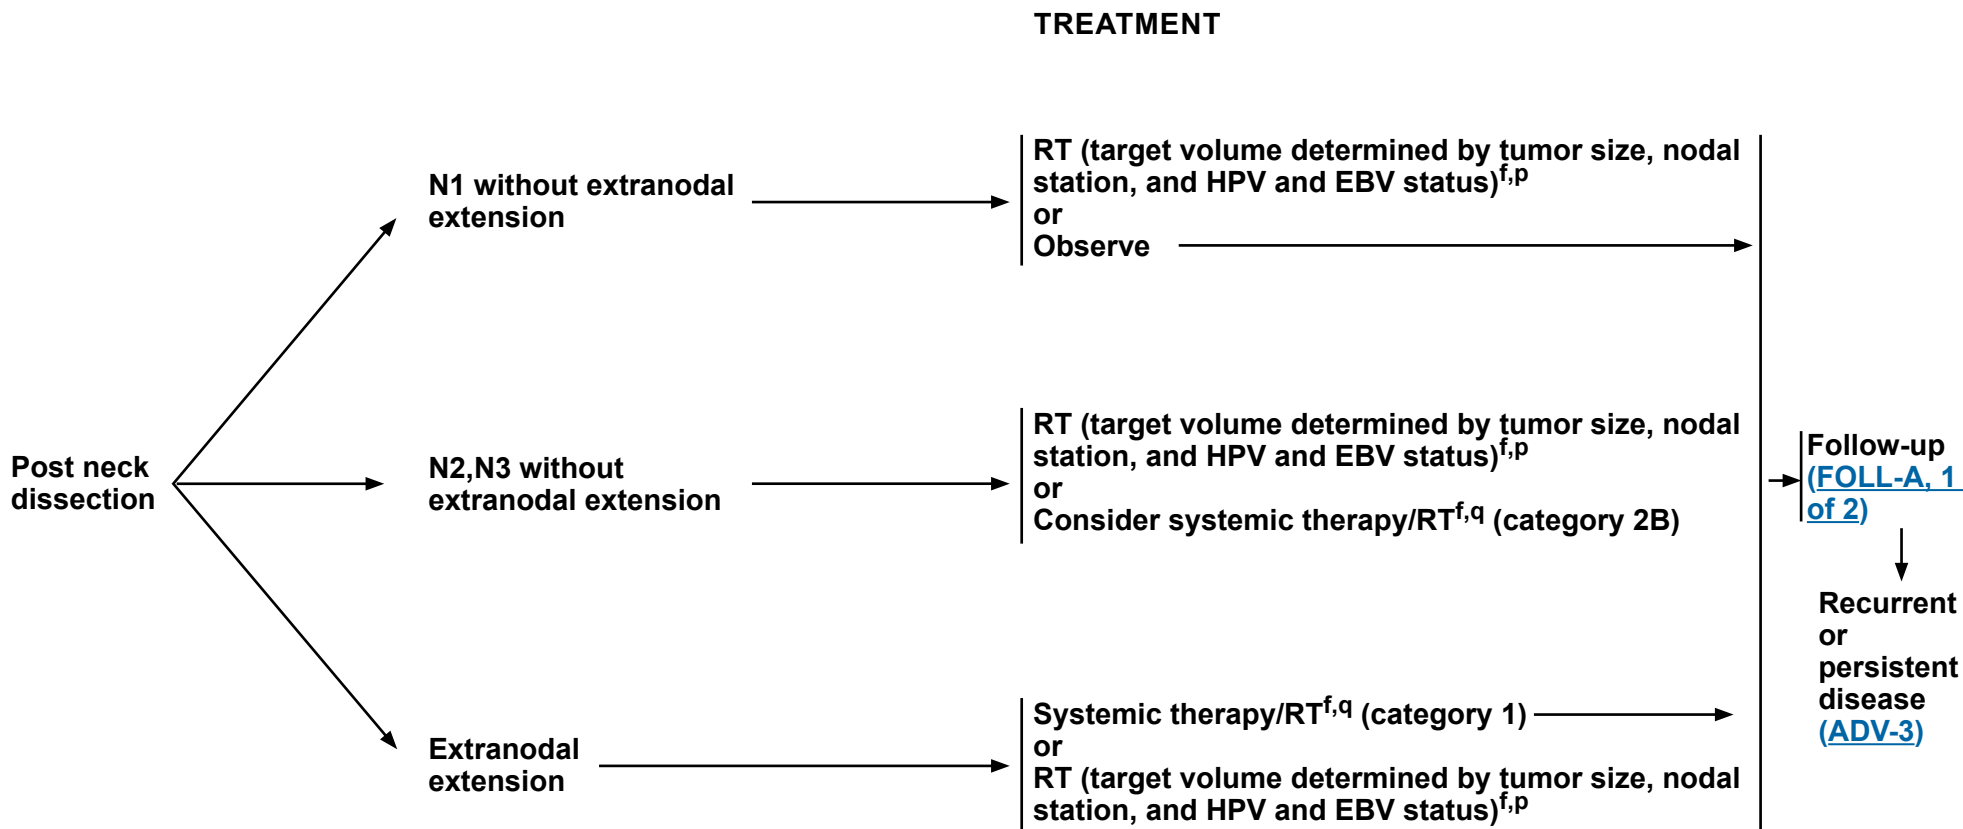 TREATMENT
Post neck
dissection
N1 without extranodal
extension
RT (target volume determined by tumor size, nodal
station, and HPV and EBV status)f,p
or
Observe
N2,N3 without
extranodal extension
RT (target volume determined by tumor size, nodal
station, and HPV and EBV status)f,p
or
Consider systemic therapy/RTf,q (category 2B)
Extranodal
extension
Systemic therapy/RTf,q (category 1)
or
RT (target volume determined by tumor size, nodal
station, and HPV and EBV status)f,p
Follow-up
(FOLL-A, 1
of 2)
Recurrent
or
persistent
disease
(ADV-3)